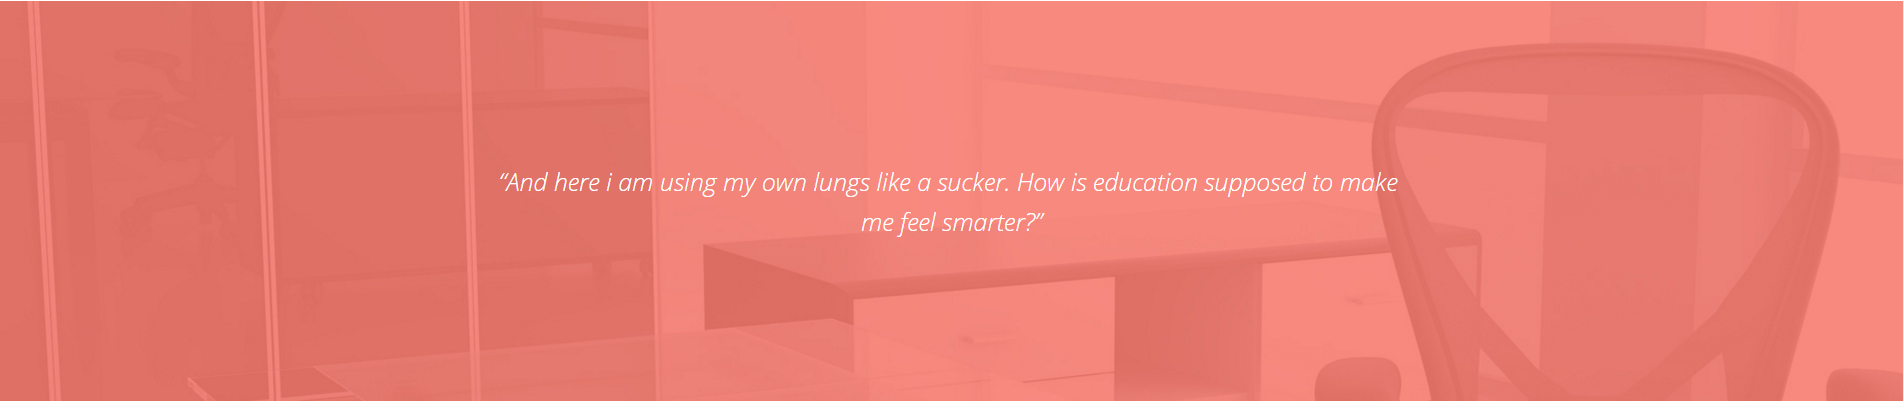 “And here i am using my own lungs like a sucker. How is education supposed to make
me feel smarter?”